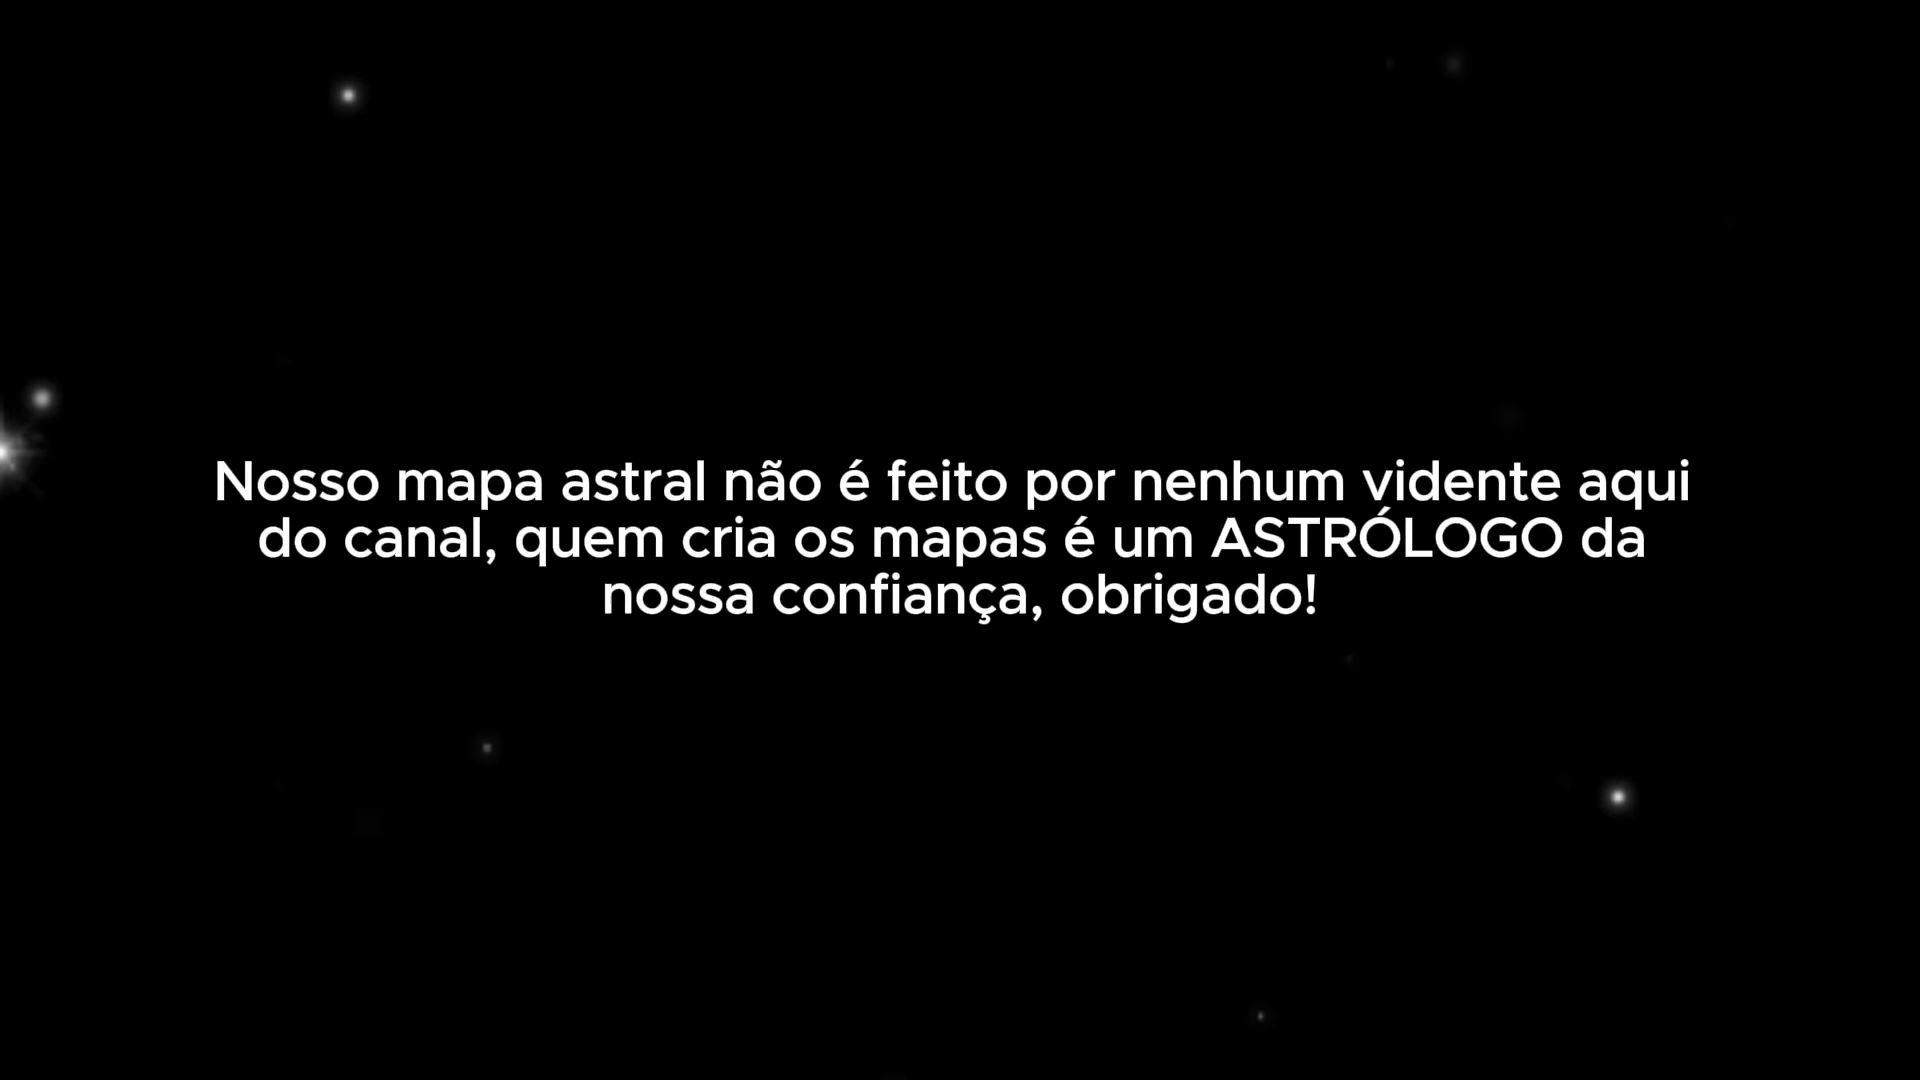 Nosso mapa astral não é feito por nenhum vidente aqui
do canal, quem cria os mapas é um ASTRÓLOGO da
nossa confiança, obrigado!